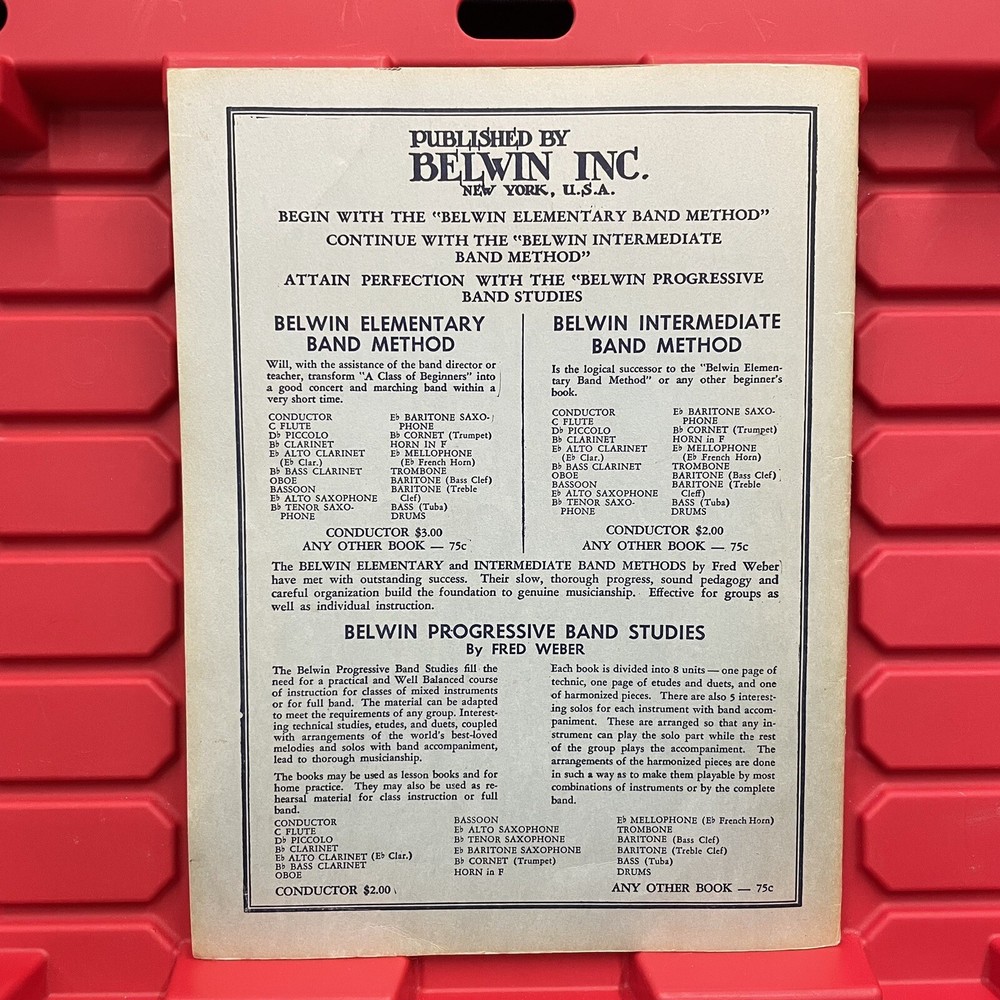 PUBLISHED BY
BELWIN INC.
NEW YORK, U.S.A.
BEGIN WITH THE "BELWIN ELEMENTARY BAND METHOD"
CONTINUE WITH THE "BELWIN INTERMEDIATE
BAND METHOD"
ATTAIN PERFECTION WITH THE "BELWIN PROGRESSIVE
BAND STUDIES
BELWIN ELEMENTARY
BAND METHOD
Will, with the assistance of the band director or
teacher, transform "A Class of Beginners" into
a good concert and marching band within a
very short time.
CONDUCTOR
C FLUTE
D♭ PICCOLO
B♭ CLARINET
E♭ ALTO CLARINET
(E♭ Clar.)
B♭ BASS CLARINET
OBOE
BASSOON
E♭ ALTO SAXOPHONE
B♭ TENOR SAXO-
PHONE
E♭ BARITONE SAXO-
PHONE
B♭ CORNET (Trumpet)
HORN IN F
E♭ MELLOPHONE
(E♭ French Horn)
TROMBONE
BARITONE (Bass Clef)
BARITONE (Treble
Clef)
BASS (Tuba)
DRUMS
CONDUCTOR $3.00
ANY OTHER BOOK — 75c
BELWIN INTERMEDIATE
BAND METHOD
Is the logical successor to the "Belwin Elemen-
tary Band Method" or any other beginner's
book.
CONDUCTOR
C FLUTE
D♭ PICCOLO
B♭ CLARINET
E♭ ALTO CLARINET
(E♭ Clar.)
B♭ BASS CLARINET
OBOE
BASSOON
E♭ ALTO SAXOPHONE
B♭ TENOR SAXO-
PHONE
E♭ BARITONE SAXO-
PHONE
B♭ CORNET (Trumpet)
HORN in F
E♭ MELLOPHONE
(E♭ French Horn)
TROMBONE
BARITONE (Bass Clef)
BARITONE (Treble
Cleff)
BASS (Tuba)
DRUMS
CONDUCTOR $2.00
ANY OTHER BOOK — 75c
The BELWIN ELEMENTARY and INTERMEDIATE BAND METHODS by Fred Weber
have met with outstanding success. Their slow, thorough progress, sound pedagogy and
careful organization build the foundation to genuine musicianship. Effective for groups as
well as individual instruction.
BELWIN PROGRESSIVE BAND STUDIES
By FRED WEBER
The Belwin Progressive Band Studies fill the
need for a practical and Well Balanced course
of instruction for classes of mixed instruments
or for full band. The material can be adapted
to meet the requirements of any group. Interest-
ing technical studies, etudes, and duets, coupled
with arrangements of the world's best-loved
melodies and solos with band accompaniment,
lead to thorough musicianship.
The books may be used as lesson books and for
home practice. They may also be used as re-
hearsal material for class instruction or full
band.
Each book is divided into 8 units — one page of
technic, one page of etudes and duets, and one
of harmonized pieces. There are also 5 interest-
ing solos for each instrument with band accom-
paniment. These are arranged so that any in-
strument can play the solo part while the rest
of the group plays the accompaniment. The
arrangements of the harmonized pieces are done
in such a way as to make them playable by most
combinations of instruments or by the complete
band.
CONDUCTOR
C FLUTE
D♭ PICCOLO
B♭ CLARINET
E♭ ALTO CLARINET (E♭ Clar.)
B♭ BASS CLARINET
OBOE
BASSOON
E♭ ALTO SAXOPHONE
B♭ TENOR SAXOPHONE
E♭ BARITONE SAXOPHONE
B♭ CORNET (Trumpet)
HORN in F
E♭ MELLOPHONE (E♭ French Horn)
TROMBONE
BARITONE (Bass Clef)
BARITONE (Treble Clef)
BASS (Tuba)
DRUMS
CONDUCTOR $2.00
ANY OTHER BOOK — 75c